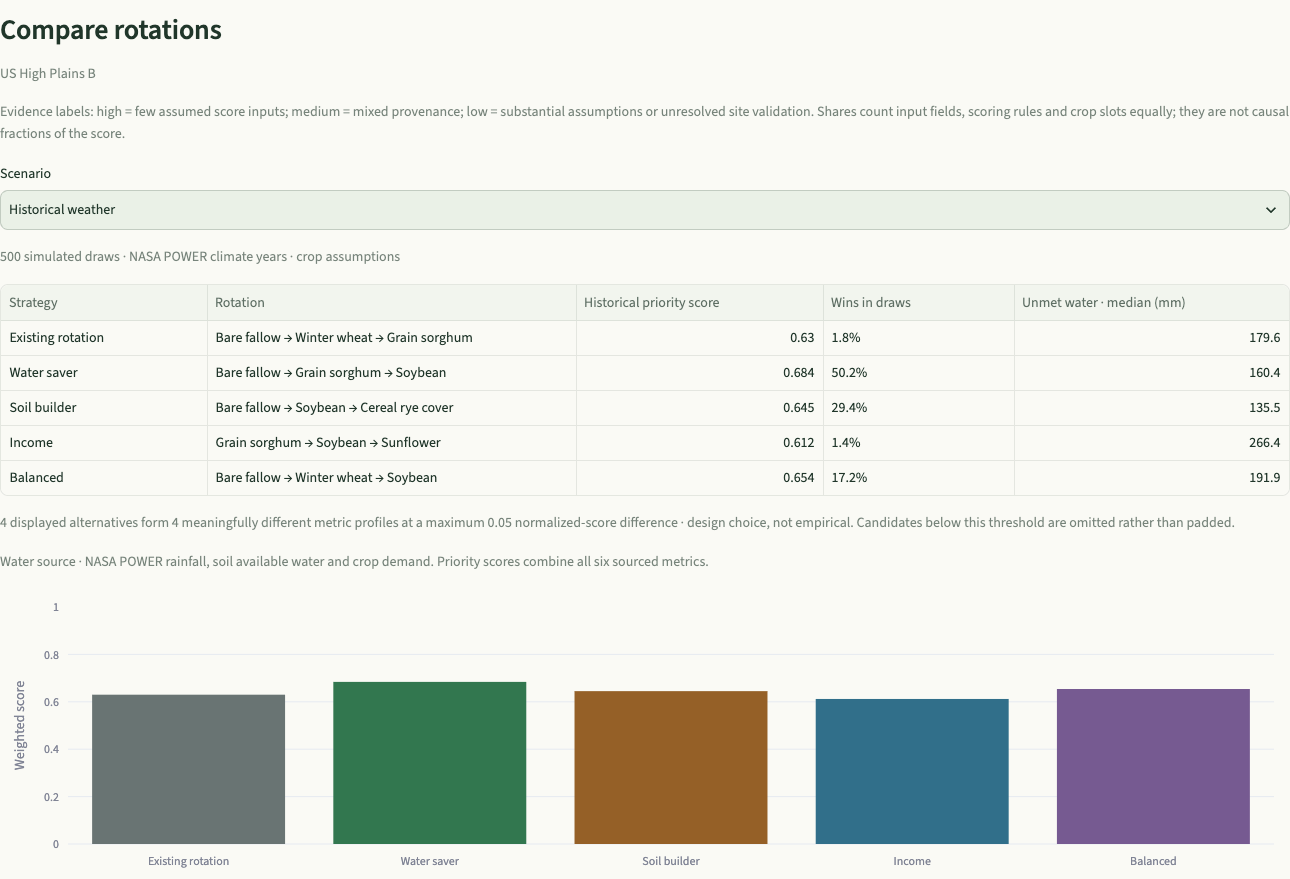 Compare rotations
US High Plains B
Evidence labels: high = few assumed score inputs; medium = mixed provenance; low = substantial assumptions or unresolved site validation. Shares count input fields, scoring rules and crop slots equally; they are not causal
fractions of the score.
Scenario
Historical weather
500 simulated draws · NASA POWER climate years · crop assumptions
Strategy Rotation Historical priority score Wins in draws Unmet water · median (mm)
Existing rotation Bare fallow → Winter wheat → Grain sorghum 0.63 1.8% 179.6
Water saver Bare fallow → Grain sorghum → Soybean 0.684 50.2% 160.4
Soil builder Bare fallow → Soybean → Cereal rye cover 0.645 29.4% 135.5
Income Grain sorghum → Soybean → Sunflower 0.612 1.4% 266.4
Balanced Bare fallow → Winter wheat → Soybean 0.654 17.2% 191.9
4 displayed alternatives form 4 meaningfully different metric profiles at a maximum 0.05 normalized-score difference · design choice, not empirical. Candidates below this threshold are omitted rather than padded.
Water source · NASA POWER rainfall, soil available water and crop demand. Priority scores combine all six sourced metrics.
1
0.8
0.6
0.4
0.2
0
Weighted score
Existing rotation Water saver Soil builder Income Balanced